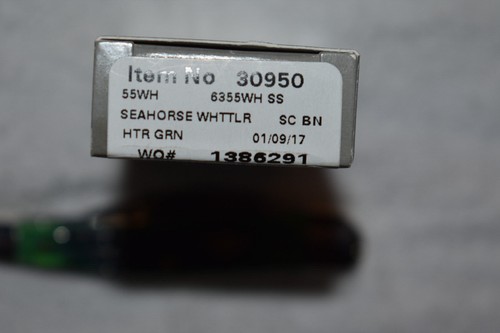 Item No 30950
55WH 6355WH SS
SEAHORSE WHTTLR SC BN
HTR GRN 01/09/17
WO# 1386291